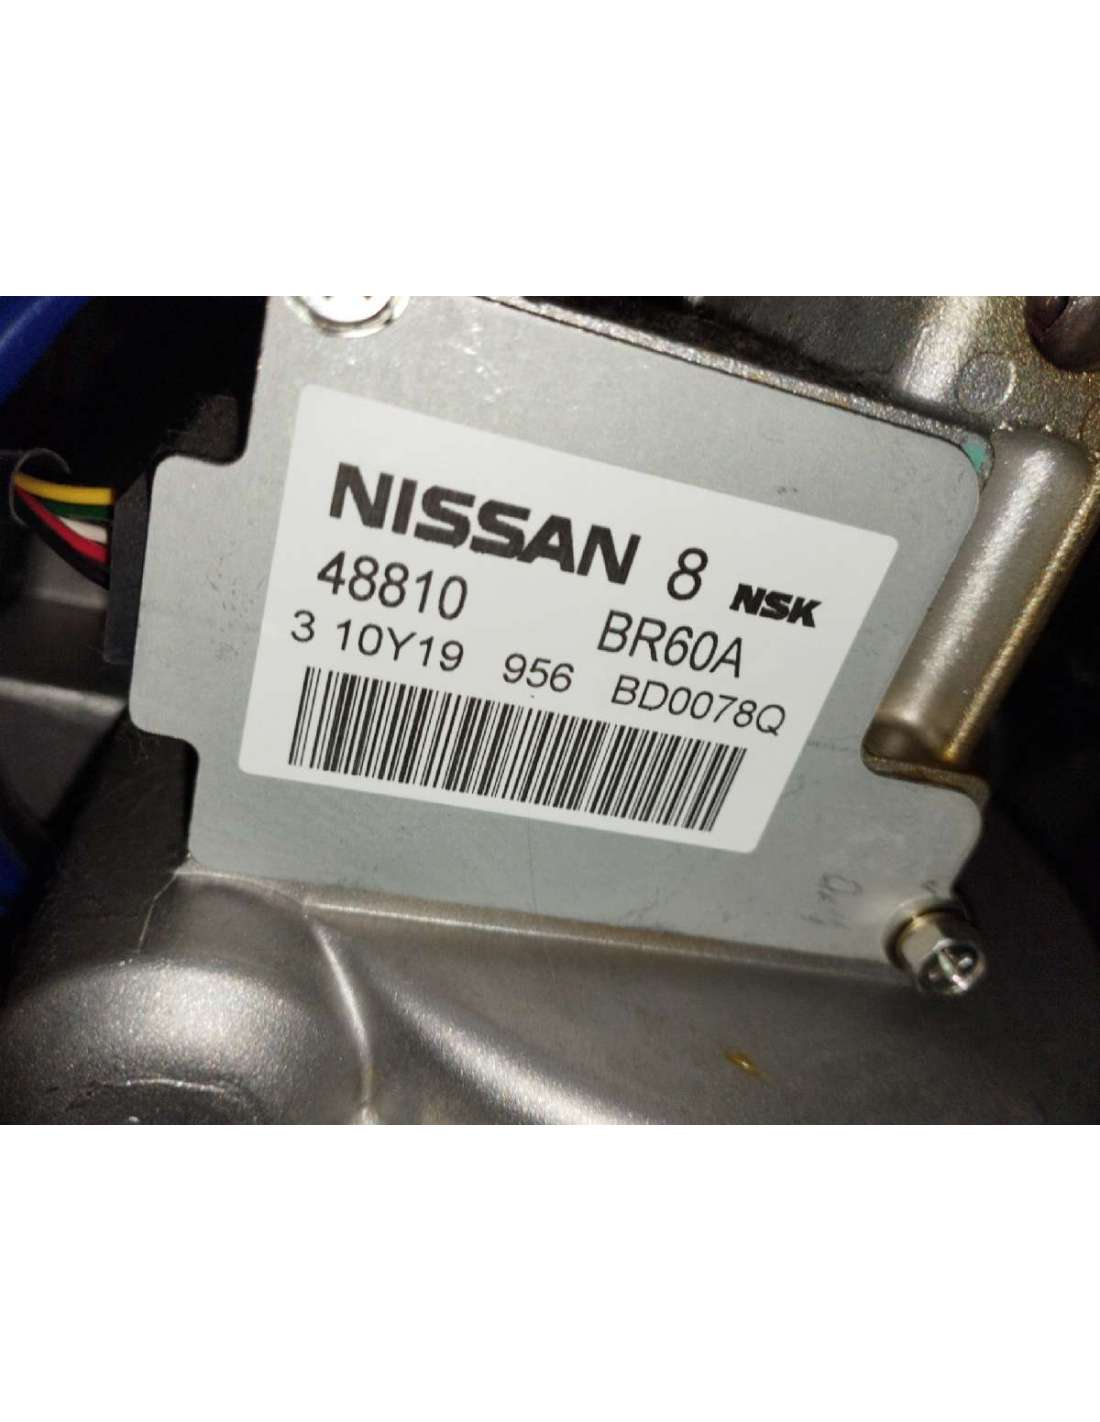 NISSAN 8 NSK
48810 BR60A
3 10Y19 956 BD0078Q